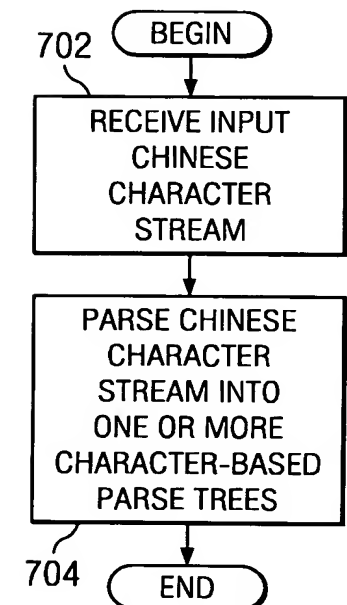 702
BEGIN
RECEIVE INPUT
CHINESE
CHARACTER
STREAM
PARSE CHINESE
CHARACTER
STREAM INTO
ONE OR MORE
CHARACTER-BASED
PARSE TREES
704
END